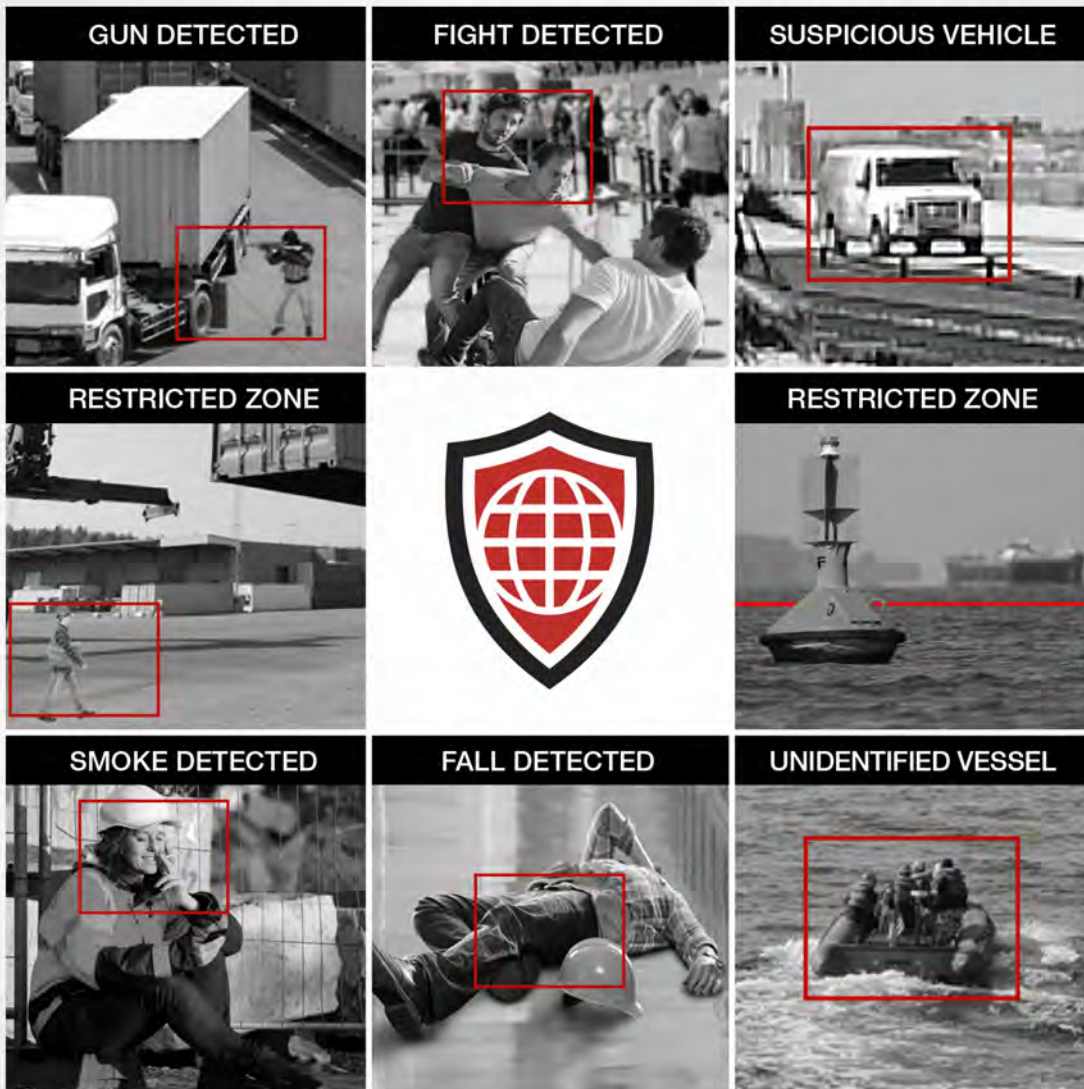 GUN DETECTED
FIGHT DETECTED
SUSPICIOUS VEHICLE
RESTRICTED ZONE
RESTRICTED ZONE
F
SMOKE DETECTED
FALL DETECTED
UNIDENTIFIED VESSEL